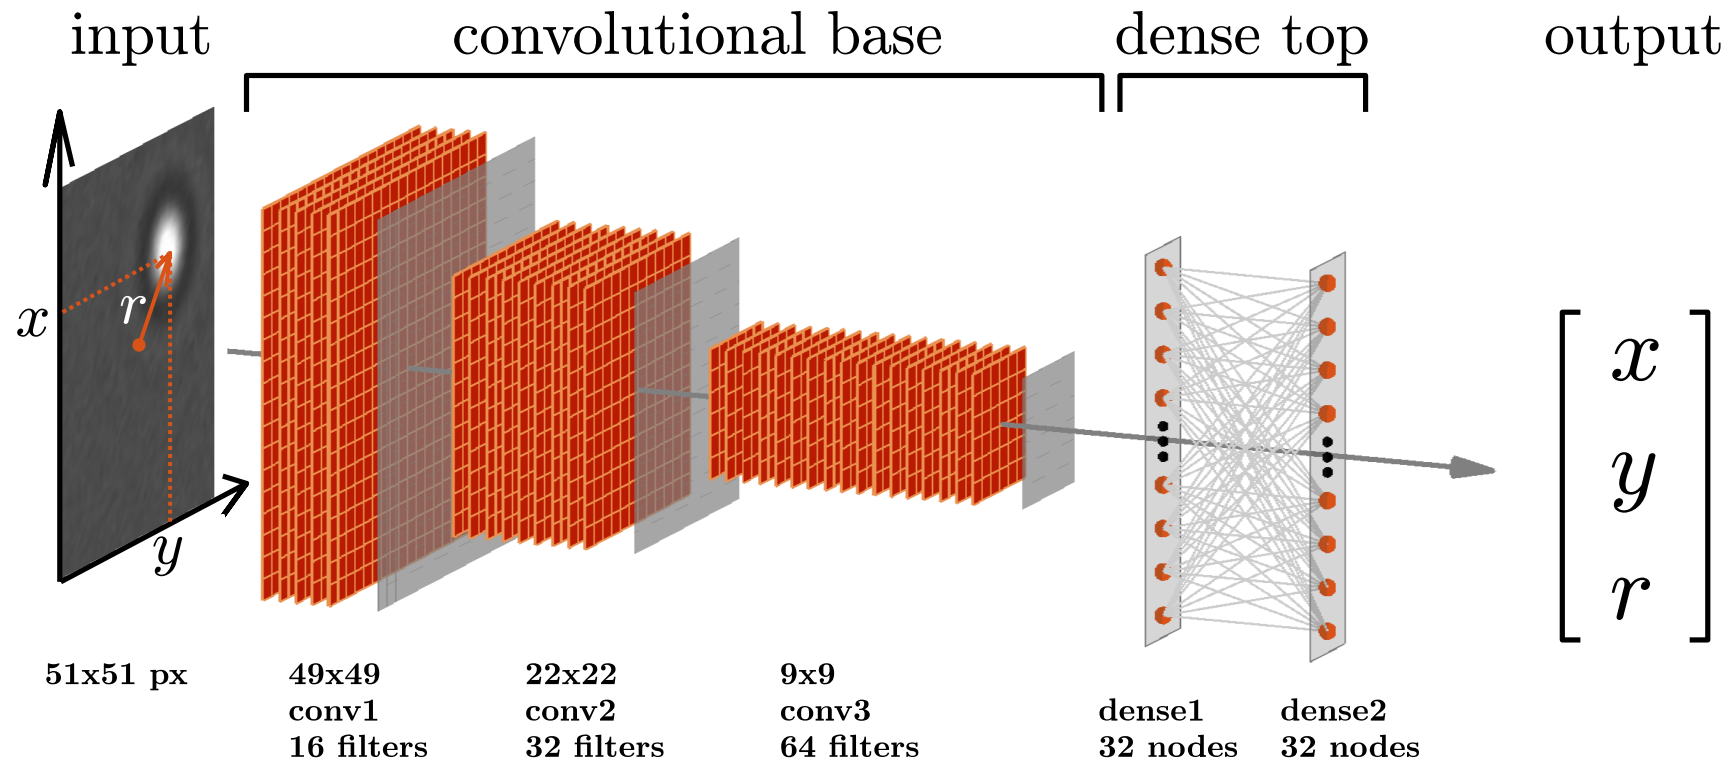 input
convolutional base
dense top
output
x
r
y
x
y
r
51x51 px
49x49
conv1
16 filters
22x22
conv2
32 filters
9x9
conv3
64 filters
dense1
32 nodes
dense2
32 nodes